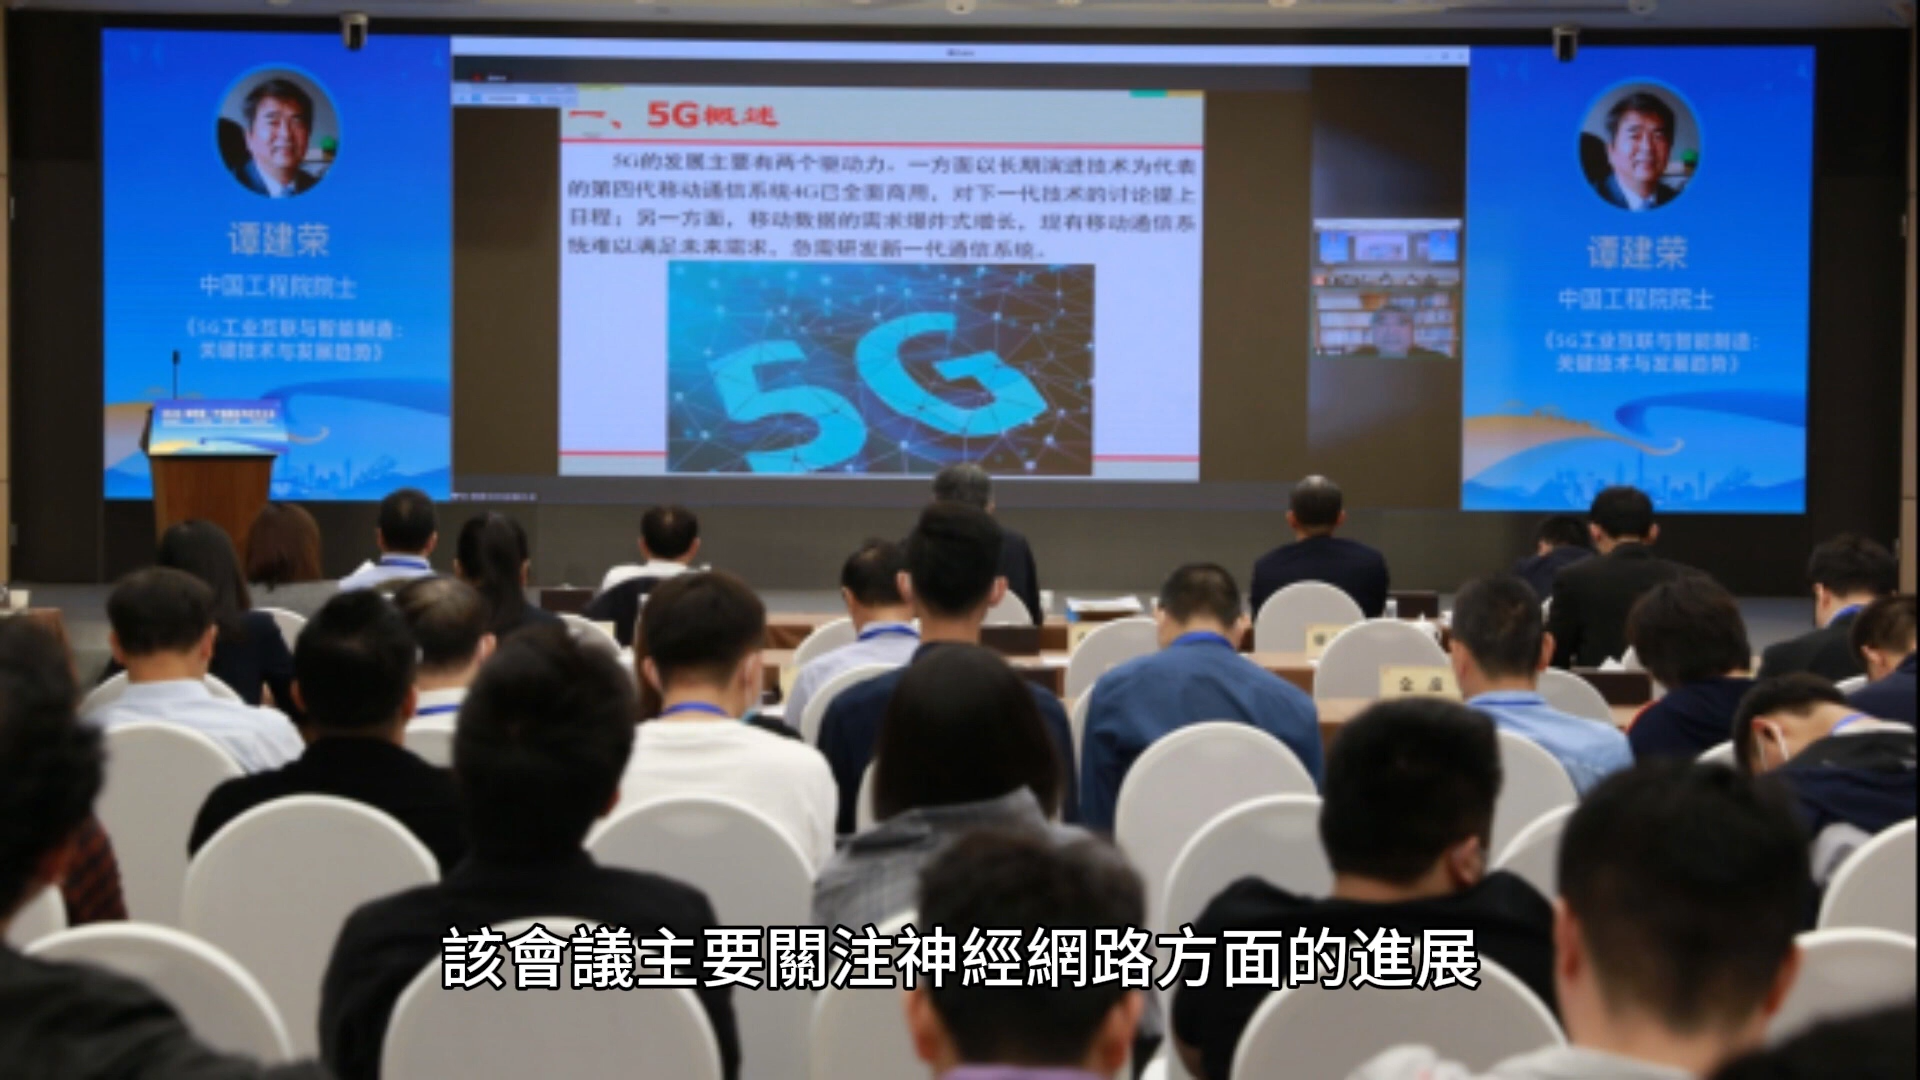 一、5G概述
5G的发展主要有两个驱动力。一方面以长期演进技术为代表
的第四代移动通信系统4G已全面商用，对下一代技术的讨论提上
日程；另一方面，移动数据的需求爆炸式增长，现有移动通信系
统难以满足未来需求，急需研发新一代通信系统。
5G
谭建荣
中国工程院院士
《5G工业互联与智能制造：
关键技术与发展趋势》
谭建荣
中国工程院院士
《5G工业互联与智能制造：
关键技术与发展趋势》
該會議主要關注神經網路方面的進展